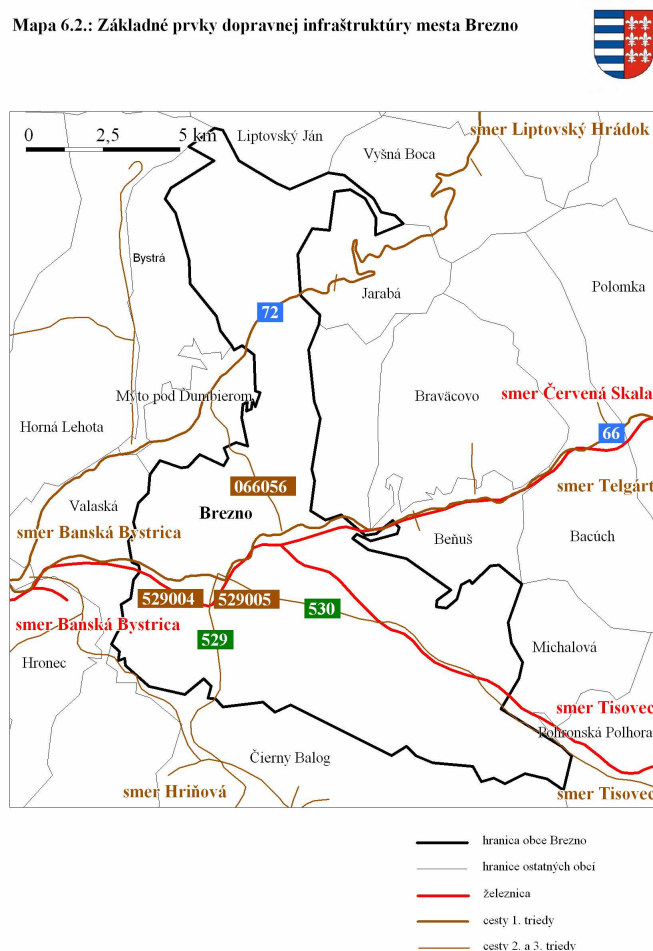 Mapa 6.2.: Základné prvky dopravnej infraštruktúry mesta Brezno
0 2,5 5 km
Liptovský Ján
smer Liptovský Hrádok
Vyšná Boca
Bystrá
Polomka
Jarabá
72
Mýto pod Ďumbierom
Braväcovo
smer Červená Skala
Horná Lehota
66
066056
smer Telgárt
Valaská
Brezno
smer Banská Bystrica
Beňuš
Bacúch
529004
529005
530
smer Banská Bystrica
529
Michalová
Hronec
smer Tisovec
Pohronská Polhora
Čierny Balog
smer Hriňová
smer Tisovec
hranica obce Brezno
hranice ostatných obcí
železnica
cesty 1. triedy
cesty 2. a 3. triedy